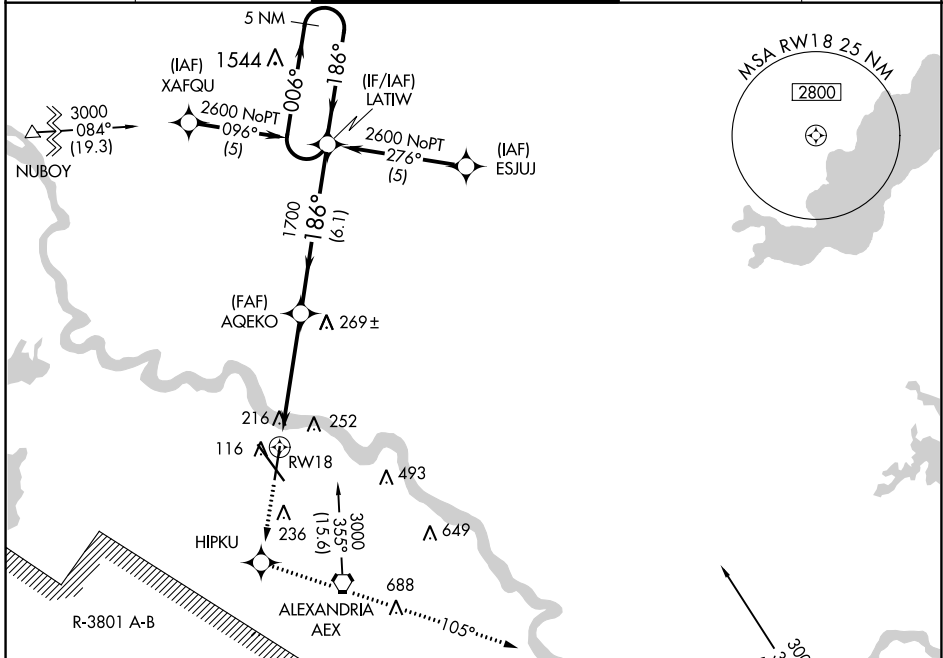 5 NM
1544
006°
186°
(IAF)
XAFQU
(IF/IAF)
LATIW
MSA RW18 25 NM
2800
3000
084°
(19.3)
NUBOY
2600 NoPT
096°
(5)
2600 NoPT
276°
(5)
(IAF)
ESJUJ
1700
186°
(6.1)
(FAF)
AQEKO
269±
216
252
116
RW18
493
236
3000
355°
(15.6)
649
HIPKU
688
ALEXANDRIA
AEX
105°
R-3801 A-B